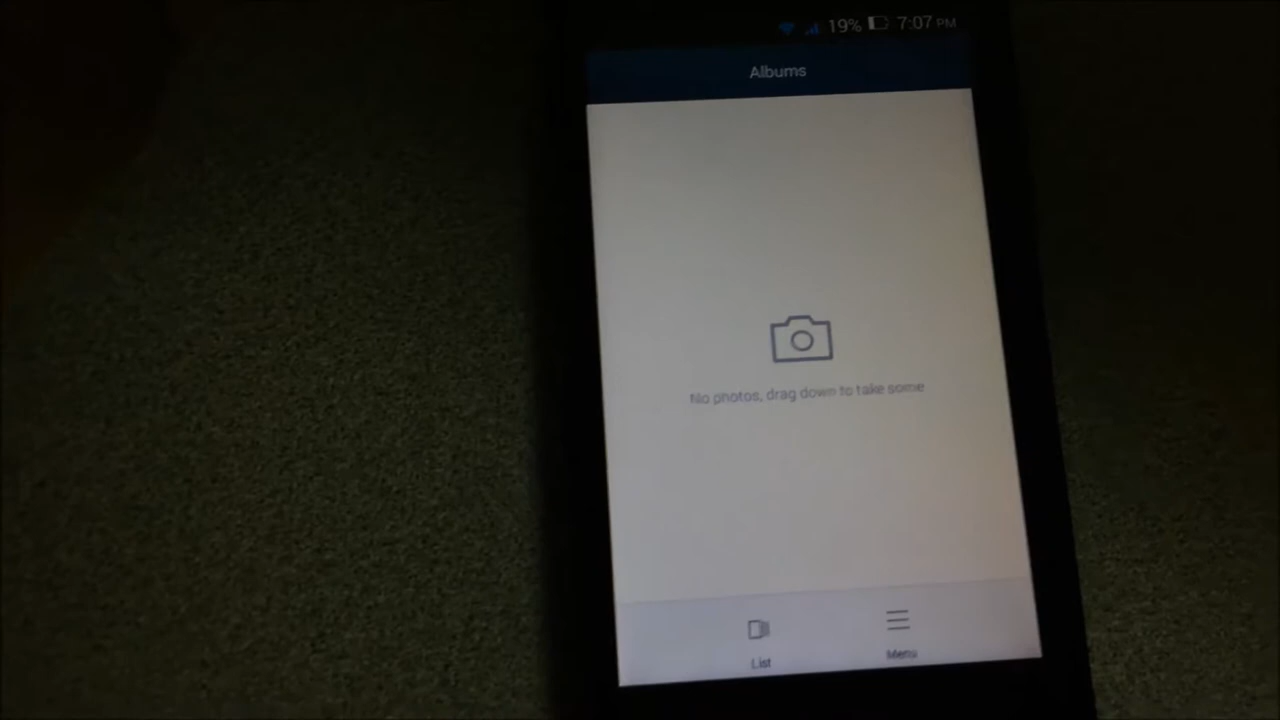 19% 7:07 PM
Albums
No photos, drag down to take some
List
Menu